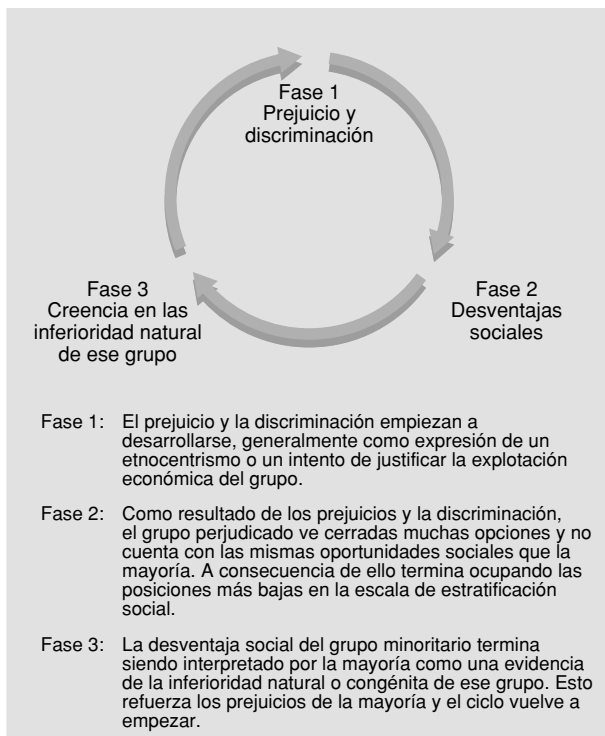 Fase 1
Prejuicio y
discriminación
Fase 2
Desventajas
sociales
Fase 3
Creencia en las
inferioridad natural
de ese grupo
Fase 1: El prejuicio y la discriminación empiezan a
desarrollarse, generalmente como expresión de un
etnocentrismo o un intento de justificar la explotación
económica del grupo.
Fase 2: Como resultado de los prejuicios y la discriminación,
el grupo perjudicado ve cerradas muchas opciones y no
cuenta con las mismas oportunidades sociales que la
mayoría. A consecuencia de ello termina ocupando las
posiciones más bajas en la escala de estratificación
social.
Fase 3: La desventaja social del grupo minoritario termina
siendo interpretado por la mayoría como una evidencia
de la inferioridad natural o congénita de ese grupo. Esto
refuerza los prejuicios de la mayoría y el ciclo vuelve a
empezar.